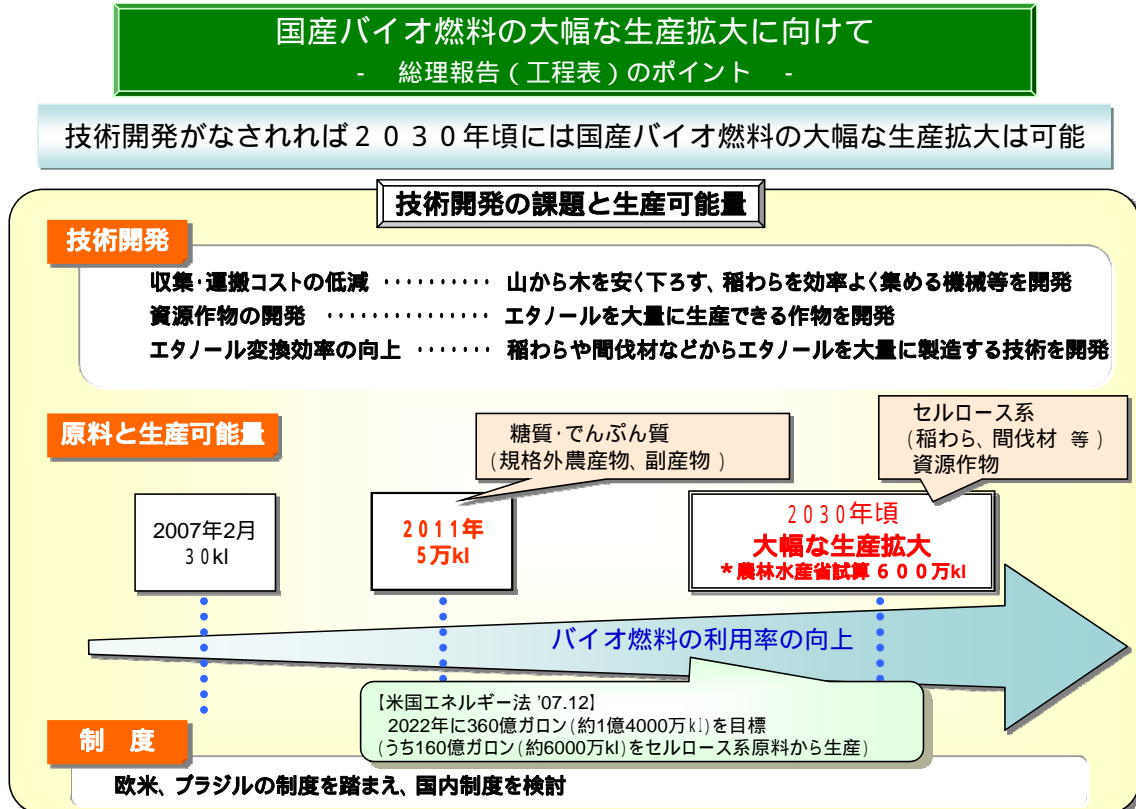 国産バイオ燃料の大幅な生産拡大に向けて
- 総理報告(工程表)のポイント -
技術開発がなされれば2030年頃には国産バイオ燃料の大幅な生産拡大は可能
技術開発の課題と生産可能量
技術開発
収集・運搬コストの低減 ‥‥‥‥‥ 山から木を安く下ろす、稲わらを効率よく集める機械等を開発
資源作物の開発 ‥‥‥‥‥‥‥ エタノールを大量に生産できる作物を開発
エタノール変換効率の向上 ‥‥‥・ 稲わらや間伐材などからエタノールを大量に製造する技術を開発
原料と生産可能量
糖質・でんぷん質
(規格外農産物、副産物)
セルロース系
(稲わら、間伐材 等)
資源作物
2007年2月
30kl
2011年
5万kl
2030年頃
大幅な生産拡大
*農林水産省試算 600万kl
バイオ燃料の利用率の向上
【米国エネルギー法 '07.12】
2022年に360億ガロン(約1億4000万kl)を目標
(うち160億ガロン(約6000万kl)をセルロース系原料から生産)
制 度
欧米、ブラジルの制度を踏まえ、国内制度を検討